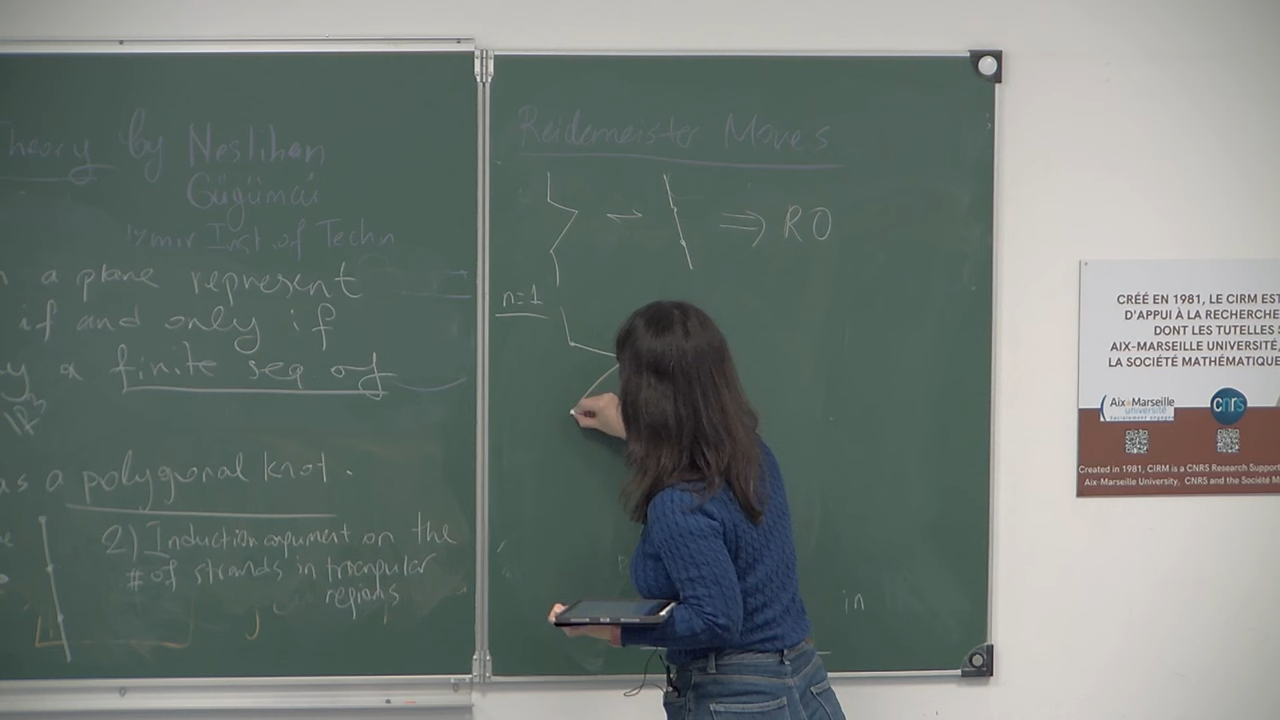 Theory by Neslihan
Gügümcü
İzmir Inst. of Techn
a plane represent
if and only if
a finite seq of
as a polygonal knot.
2) Induction argument on the
# of strands in triangular
regions
Reidemeister Moves
⇌ ⇒ R0
n=1
in
CRÉÉ EN 1981, LE CIRM EST
D'APPUI À LA RECHERCHE
DONT LES TUTELLES
AIX-MARSEILLE UNIVERSITÉ,
LA SOCIÉTÉ MATHÉMATIQUE
Aix*Marseille
université
Socialement engagée
cnrs
Created in 1981, CIRM is a CNRS Research Support
Aix-Marseille University, CNRS and the Société M